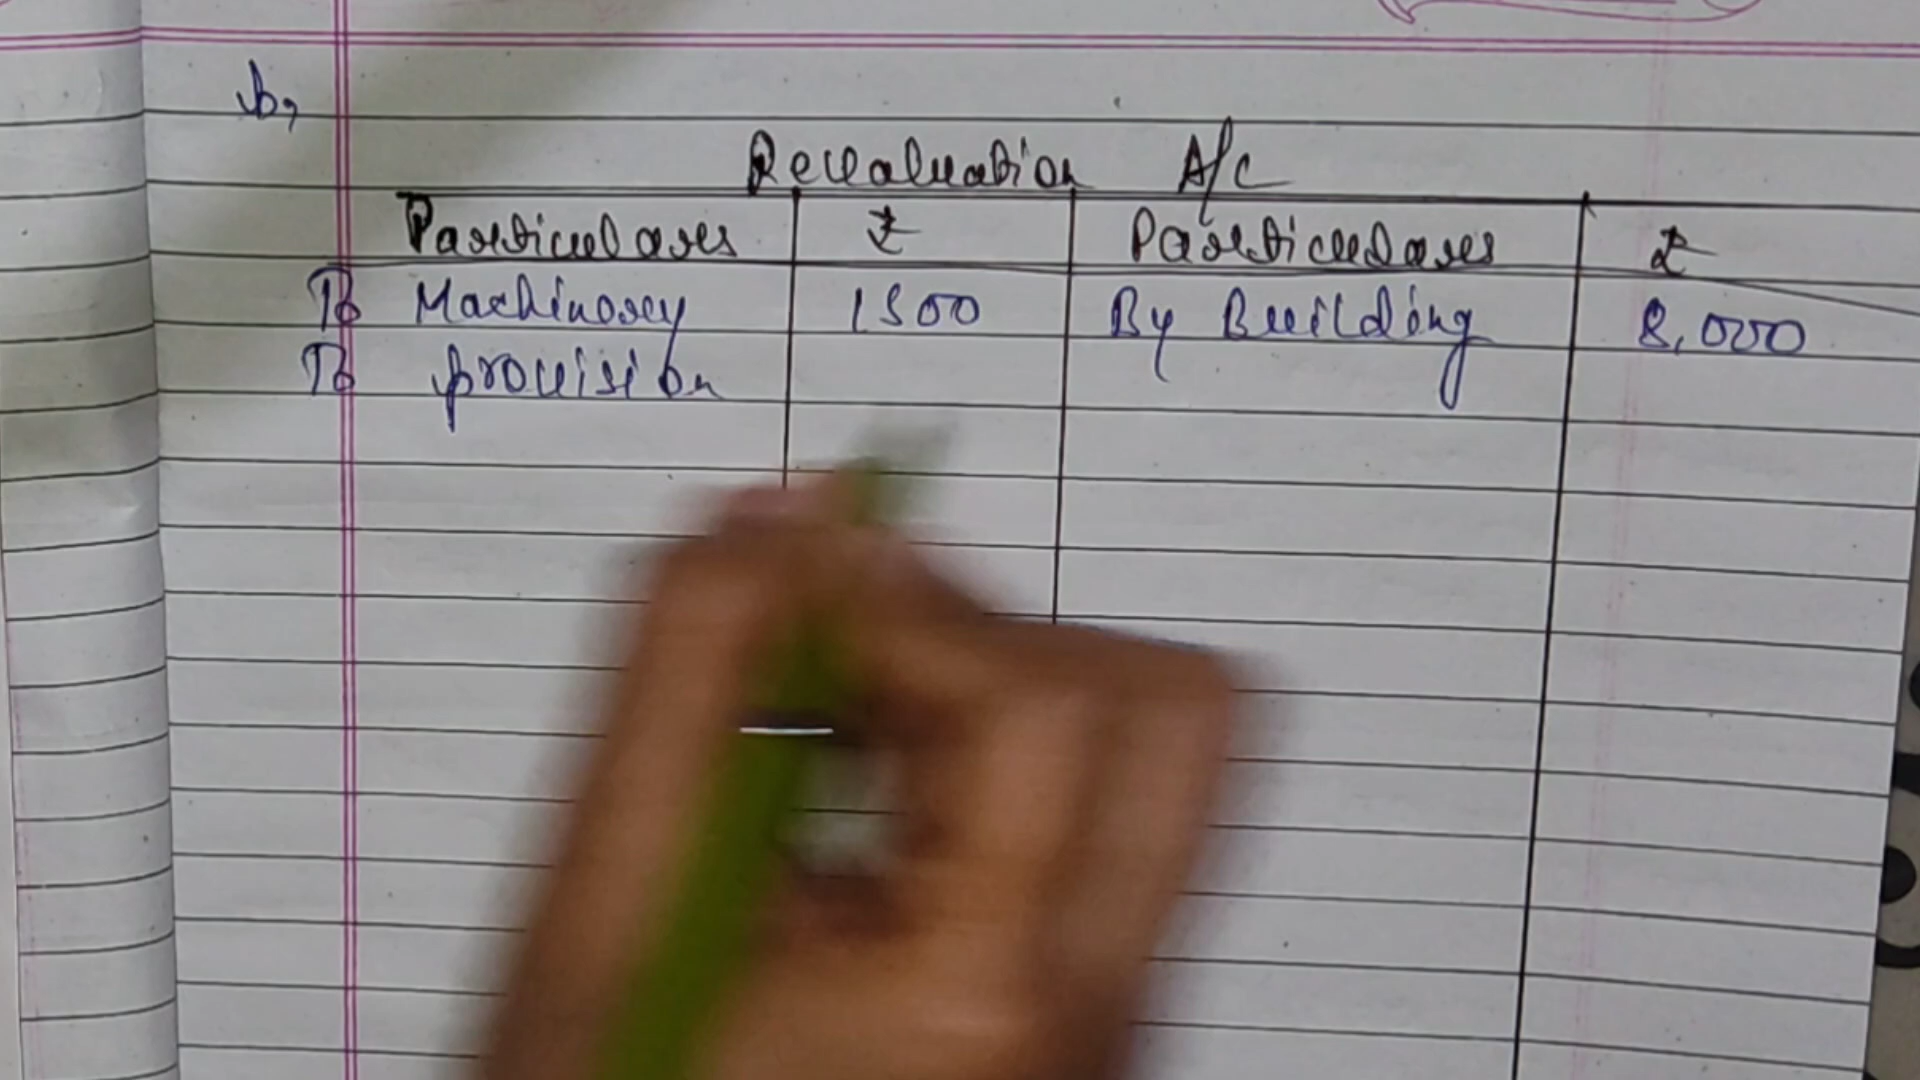 b,
Revaluation A/C
Particulars ₹ Particulars ₹
To Machinery 1500 By Building 8,000
To provision